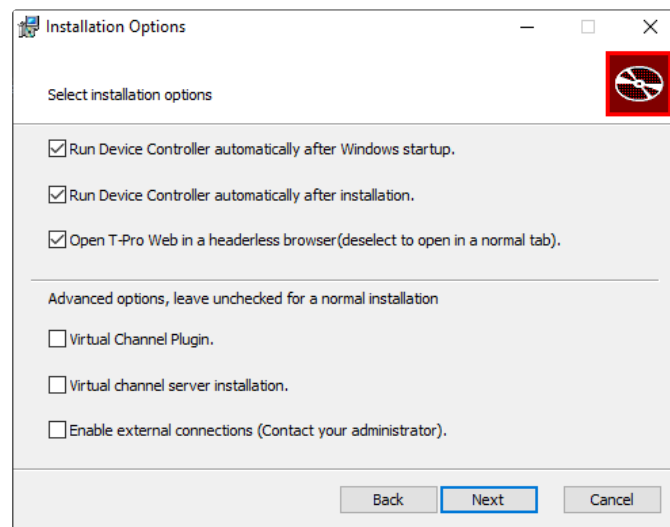 Installation Options
Select installation options
Run Device Controller automatically after Windows startup.
Run Device Controller automatically after installation.
Open T-Pro Web in a headerless browser(deselect to open in a normal tab).
Advanced options, leave unchecked for a normal installation
Virtual Channel Plugin.
Virtual channel server installation.
Enable external connections (Contact your administrator).
Back Next Cancel